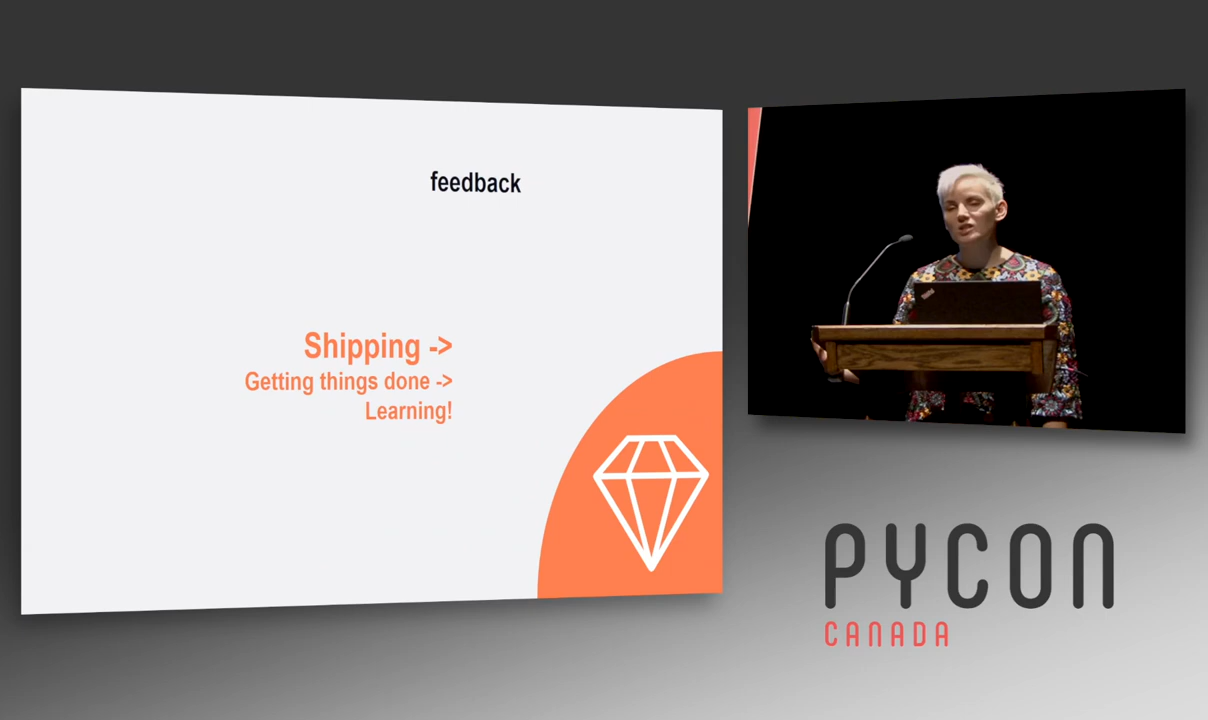 feedback
Shipping ->
Getting things done ->
Learning!
PYCON
CANADA